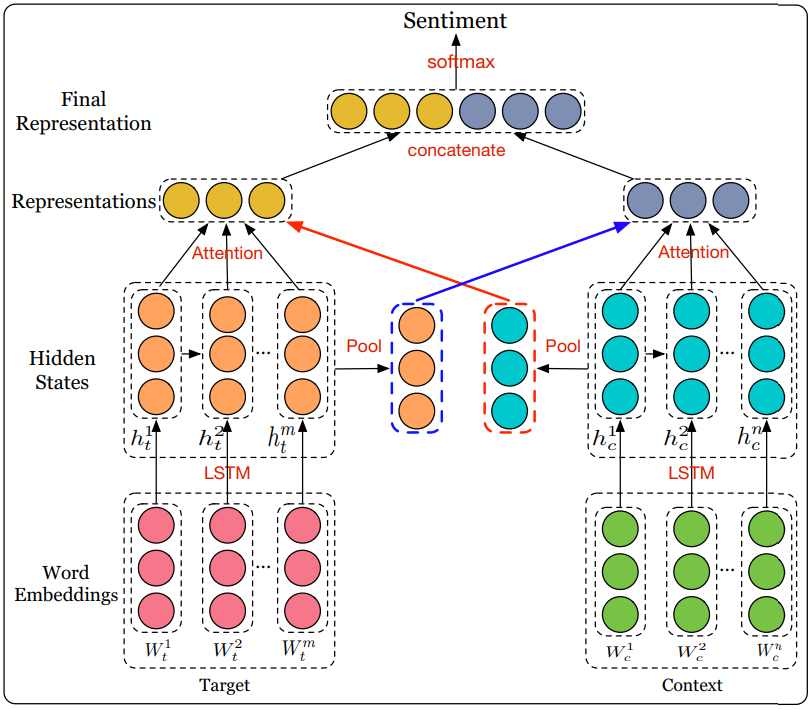 Sentiment
softmax
Final
Representation
concatenate
Representations
Attention
Attention
Hidden
States
...
Pool
Pool
...
h_t^1 h_t^2 h_t^m
h_c^1 h_c^2 h_c^n
LSTM
LSTM
Word
Embeddings
...
...
W_t^1 W_t^2 W_t^m
W_c^1 W_c^2 W_c^n
Target
Context